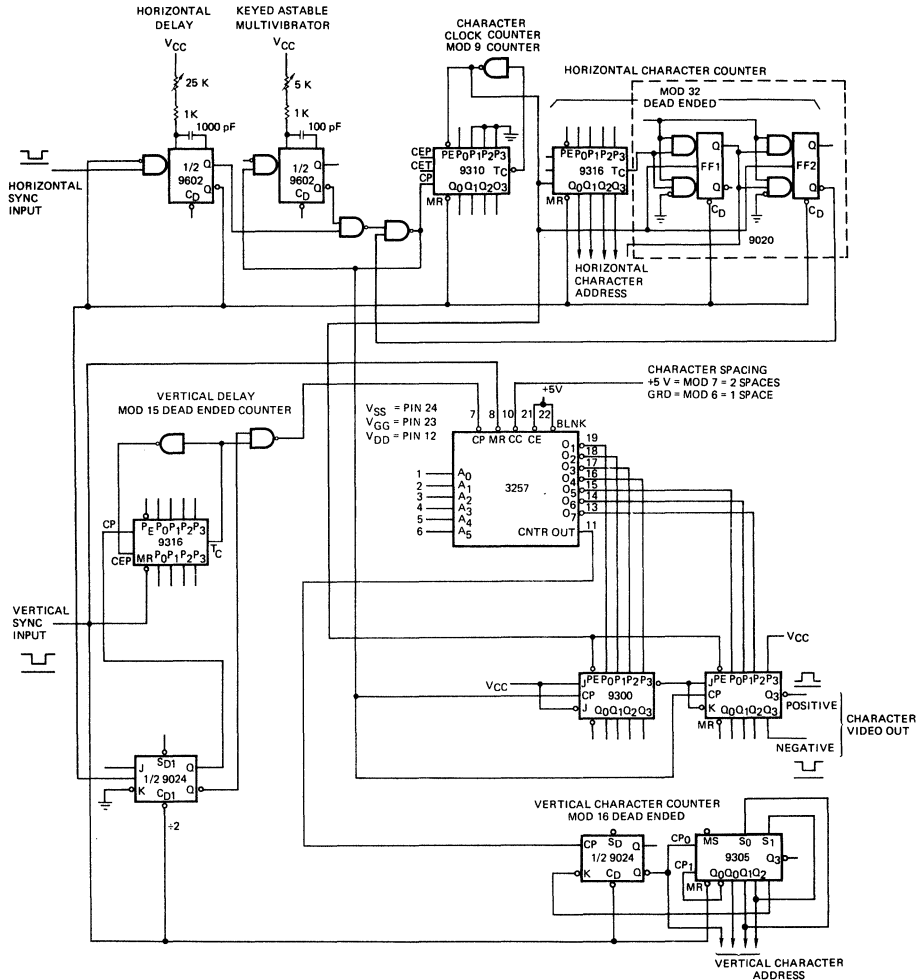 HORIZONTAL
DELAY
VCC
25 K
1K
1000 pF
1/2
9602
Q
Q
CD
HORIZONTAL
SYNC
INPUT
KEYED ASTABLE
MULTIVIBRATOR
VCC
5 K
1K
100 pF
1/2
9602
Q
Q
CD
CHARACTER
CLOCK COUNTER
MOD 9 COUNTER
CEP
CET
CP
PE P0 P1 P2 P3
9310
TC
Q0 Q1 Q2 Q3
MR
HORIZONTAL CHARACTER COUNTER
MOD 32
DEAD ENDED
PE P0 P1 P2 P3
9316
TC
Q0 Q1 Q2 Q3
MR
Q
FF1
Q
CD
Q
FF2
Q
CD
9020
HORIZONTAL
CHARACTER
ADDRESS
VERTICAL DELAY
MOD 15 DEAD ENDED COUNTER
CP
PE P0 P1 P2 P3
9316
TC
CEP
MR P0 P1 P2 P3
VSS = PIN 24
VGG = PIN 23
VDD = PIN 12
CHARACTER SPACING
+5 V = MOD 7 = 2 SPACES
GRD = MOD 6 = 1 SPACE
+5V
7 8 10 21 22
BLNK
CP MR CC CE
1 A0
2 A1
3 A2
4 A3
5 A4
6 A5
3257
O1 19
O2 18
O3 17
O4 16
O5 15
O6 14
O7 13
CNTR OUT 11
VERTICAL
SYNC
INPUT
SD1
J
Q
1/2 9024
K
CD1
Q
÷2
VCC
J PE P0 P1 P2 P3
CP
9300
J
Q0 Q1 Q2 Q3
VCC
J PE P0 P1 P2 P3
CP
Q3
K
Q0 Q1 Q2 Q3
MR
POSITIVE
NEGATIVE
CHARACTER
VIDEO OUT
VERTICAL CHARACTER COUNTER
MOD 16 DEAD ENDED
CP SD Q
1/2 9024
K CD Q
CP0
MS S0 S1
9305
Q3
CP1
Q0 Q0 Q1 Q2
MR
VERTICAL CHARACTER
ADDRESS